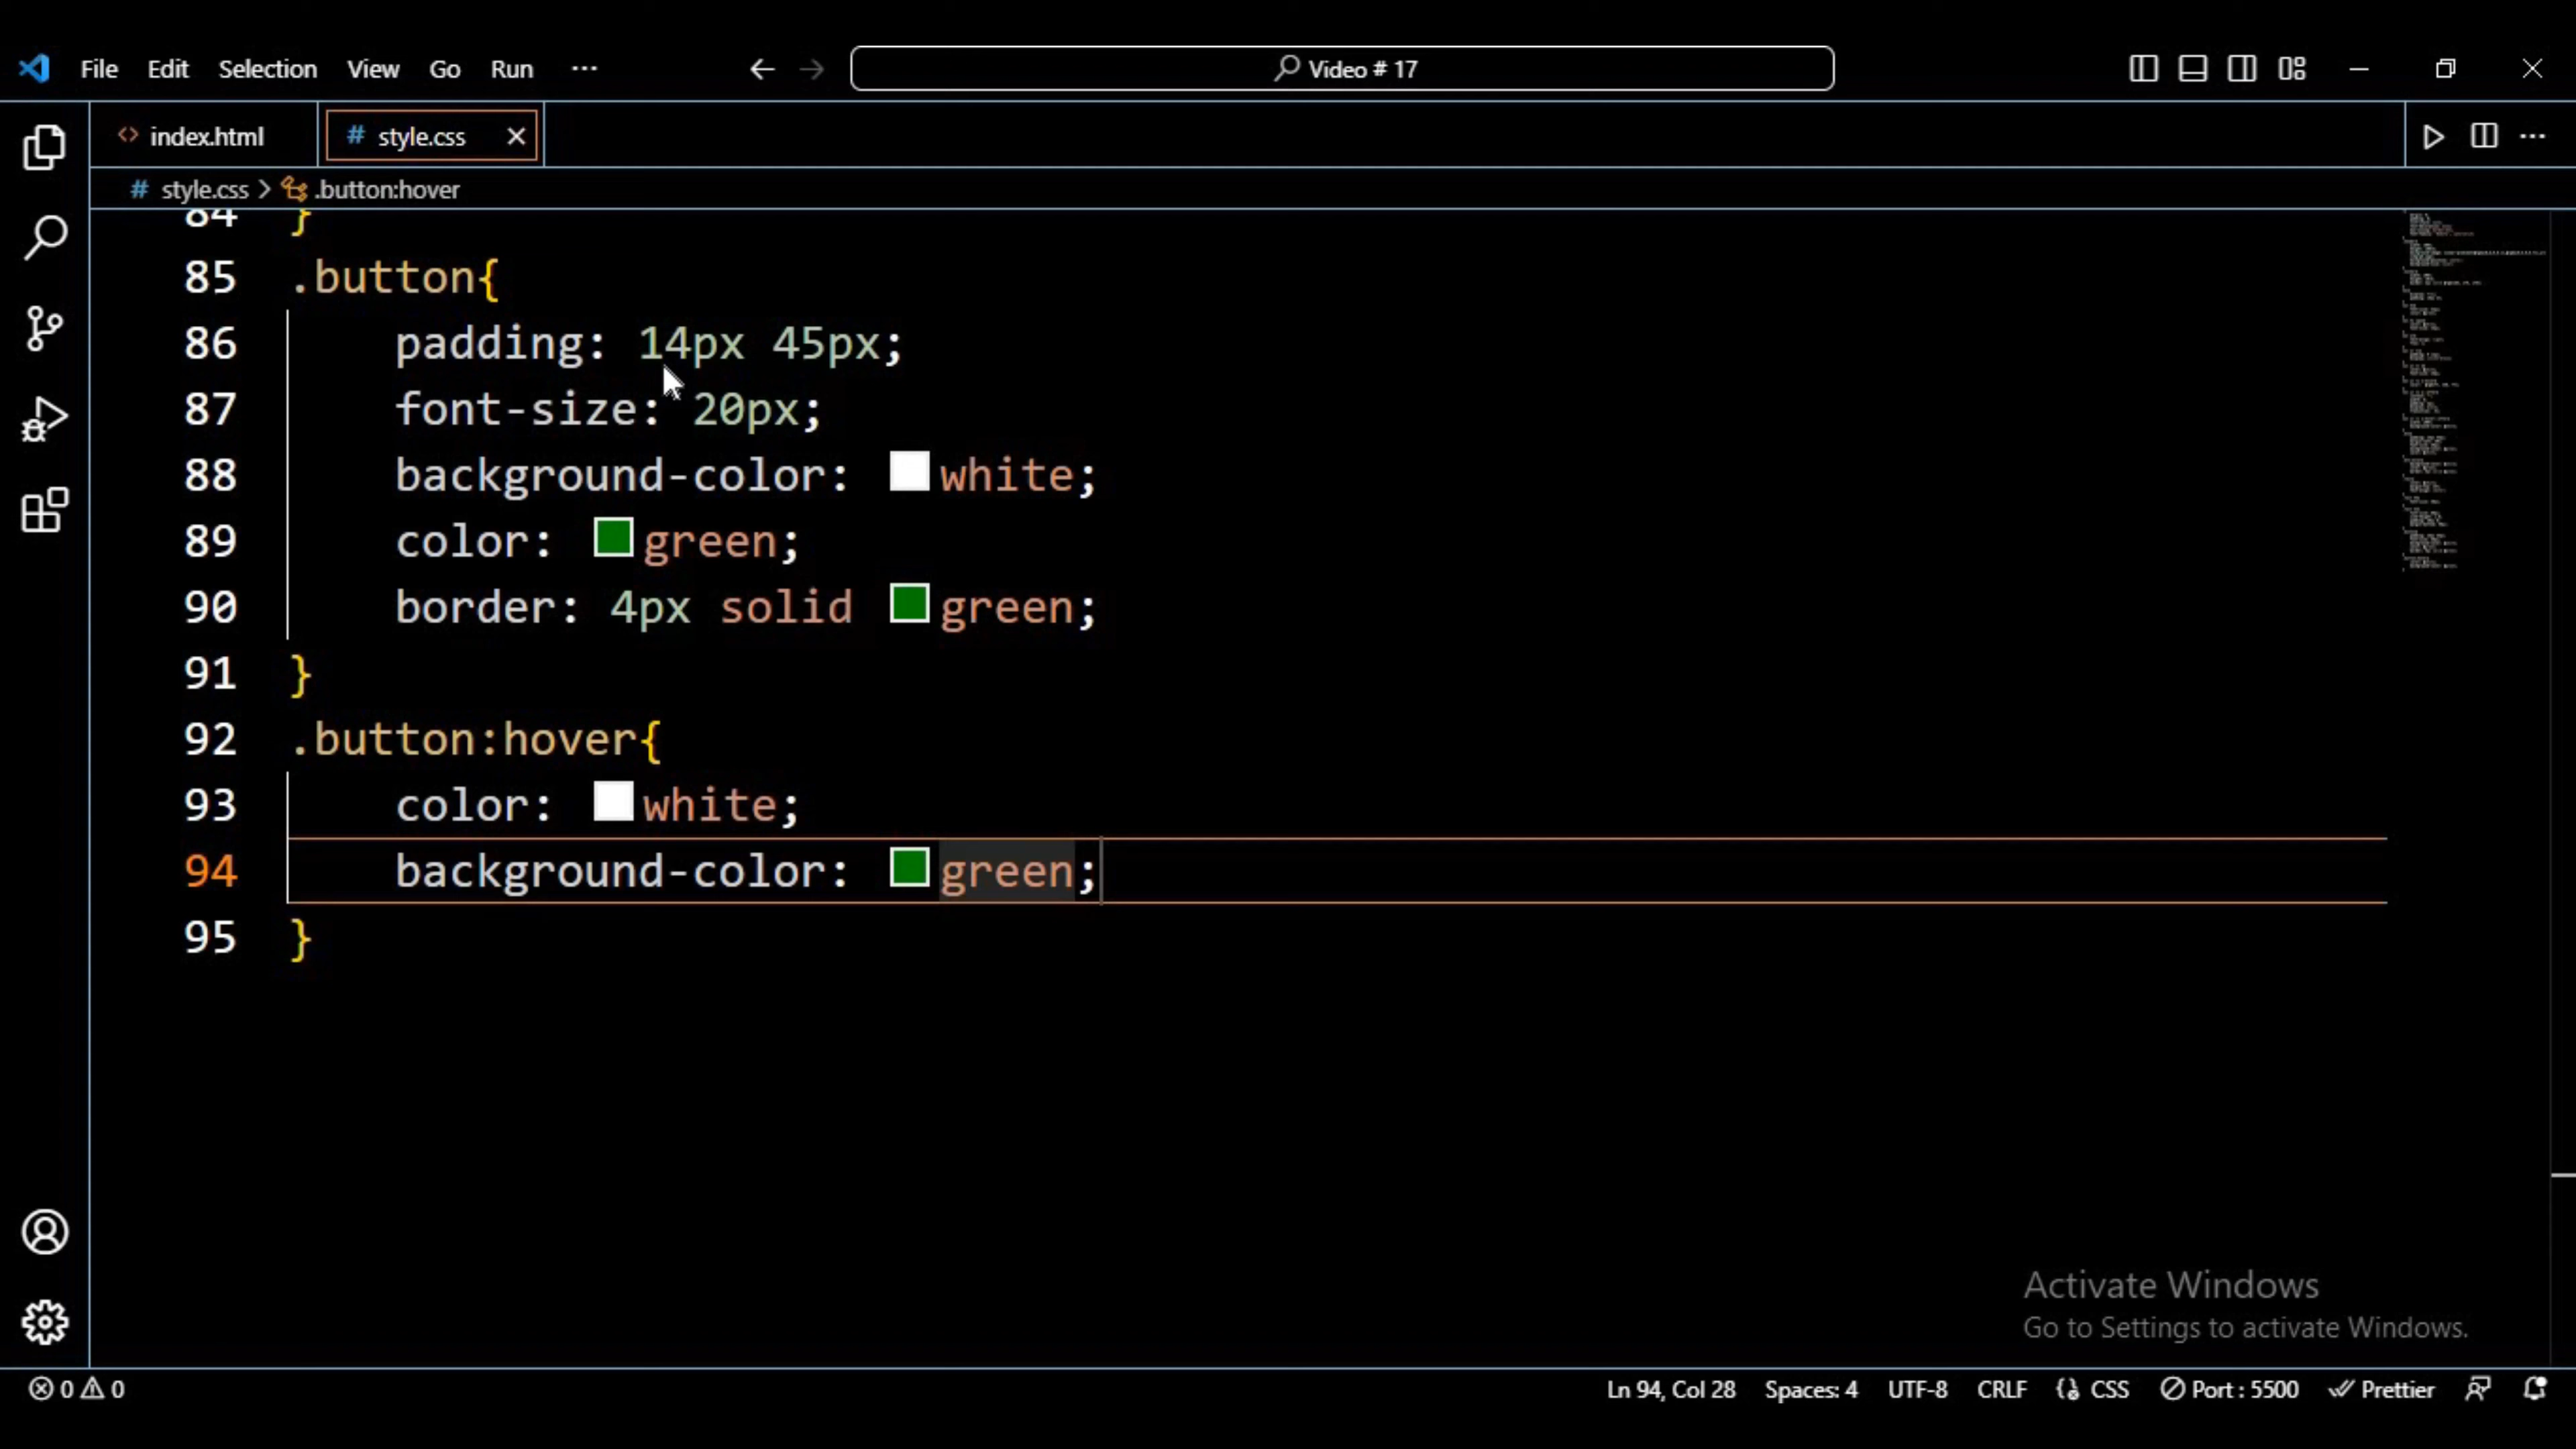 File Edit Selection View Go Run ···
Video # 17
index.html
# style.css
# style.css > .button:hover
84 }
85 .button{
86 padding: 14px 45px;
87 font-size: 20px;
88 background-color: white;
89 color: green;
90 border: 4px solid green;
91 }
92 .button:hover{
93 color: white;
94 background-color: green;
95 }
Activate Windows
Go to Settings to activate Windows.
0 0 Ln 94, Col 28 Spaces: 4 UTF-8 CRLF CSS Port : 5500 Prettier